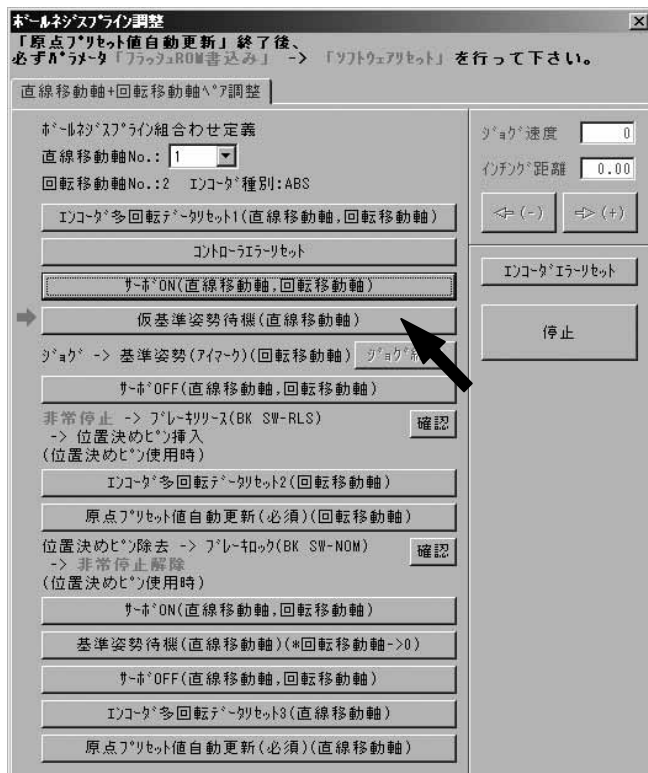 ﾎﾞｰﾙﾈｼﾞｽﾌﾟﾗｲﾝ調整
「原点ﾌﾟﾘｾｯﾄ値自動更新」終了後、
必ずﾊﾟﾗﾒｰﾀ「ﾌﾗｯｼｭROM書込み」 -> 「ｿﾌﾄｳｪｱﾘｾｯﾄ」を行って下さい。
直線移動軸+回転移動軸ﾍﾟｱ調整
ﾎﾞｰﾙﾈｼﾞｽﾌﾟﾗｲﾝ組合わせ定義
直線移動軸No.: 1
回転移動軸No.:2 ｴﾝｺｰﾀﾞ種別:ABS
ｴﾝｺｰﾀﾞ多回転ﾃﾞｰﾀﾘｾｯﾄ1(直線移動軸,回転移動軸)
ｺﾝﾄﾛｰﾗｴﾗｰﾘｾｯﾄ
ｻｰﾎﾞON(直線移動軸,回転移動軸)
仮基準姿勢待機(直線移動軸)
ｼﾞｮｸﾞ -> 基準姿勢(ｱｲﾏｰｸ)(回転移動軸) ｼﾞｮｸﾞ
ｻｰﾎﾞOFF(直線移動軸,回転移動軸)
非常停止 -> ﾌﾞﾚｰｷﾘﾘｰｽ(BK SW-RLS) 確認
-> 位置決めﾋﾟﾝ挿入
(位置決めﾋﾟﾝ使用時)
ｴﾝｺｰﾀﾞ多回転ﾃﾞｰﾀﾘｾｯﾄ2(回転移動軸)
原点ﾌﾟﾘｾｯﾄ値自動更新(必須)(回転移動軸)
位置決めﾋﾟﾝ除去 -> ﾌﾞﾚｰｷﾛｯｸ(BK SW-NOM) 確認
-> 非常停止解除
(位置決めﾋﾟﾝ使用時)
ｻｰﾎﾞON(直線移動軸,回転移動軸)
基準姿勢待機(直線移動軸)(*回転移動軸->0)
ｻｰﾎﾞOFF(直線移動軸,回転移動軸)
ｴﾝｺｰﾀﾞ多回転ﾃﾞｰﾀﾘｾｯﾄ3(直線移動軸)
原点ﾌﾟﾘｾｯﾄ値自動更新(必須)(直線移動軸)
ｼﾞｮｸﾞ速度 0
ｲﾝﾁﾝｸﾞ距離 0.00
(-) (+)
ｴﾝｺｰﾀﾞｴﾗｰﾘｾｯﾄ
停止